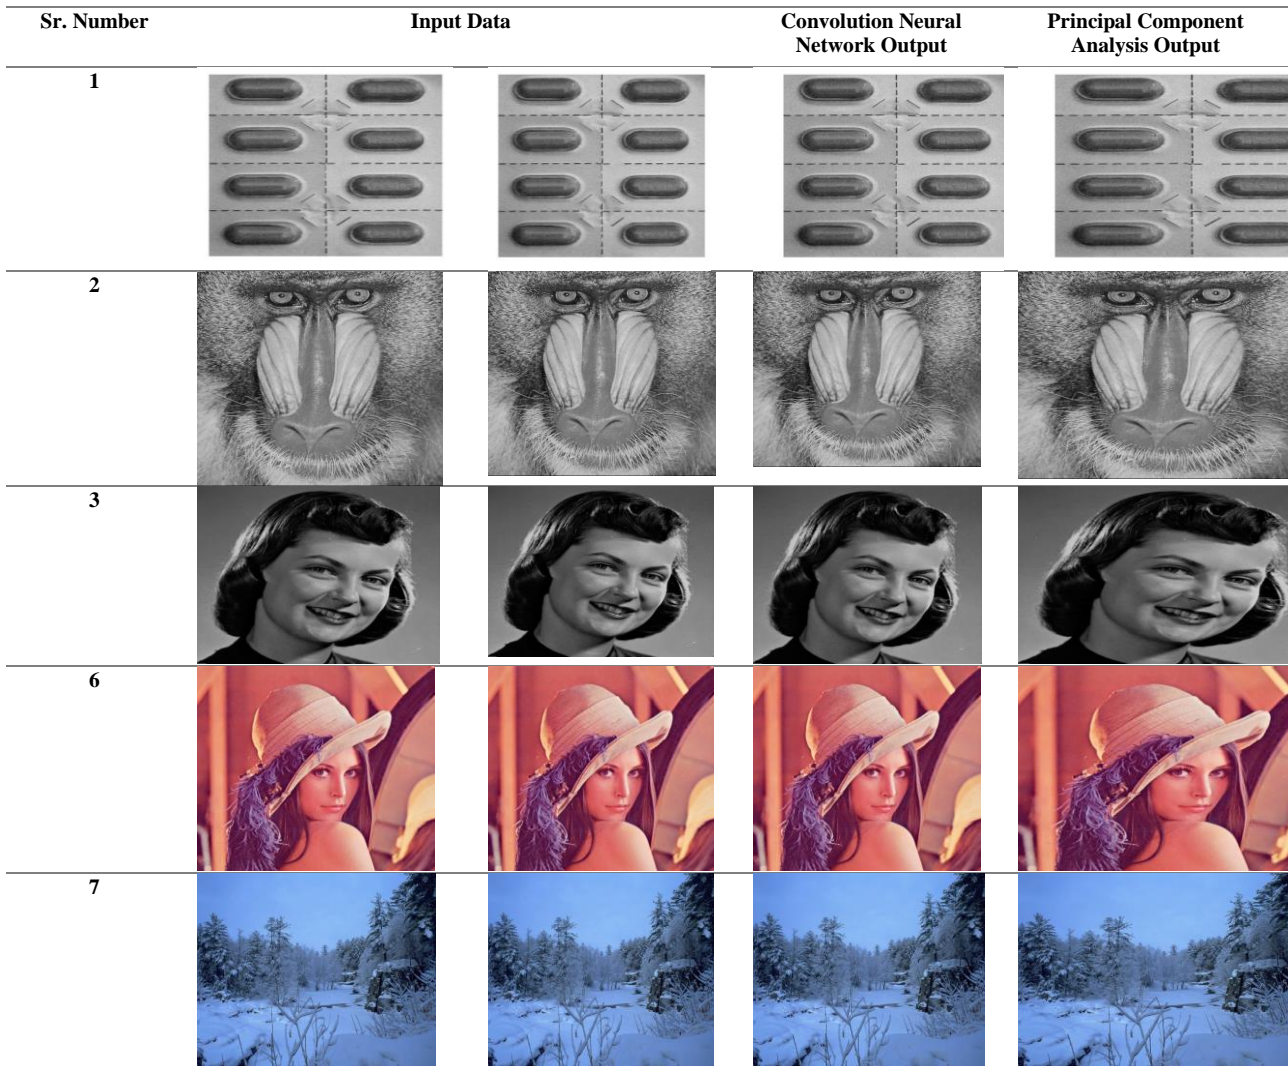 Sr. Number
Input Data
Convolution Neural
Network Output
Principal Component
Analysis Output
1
2
3
6
7